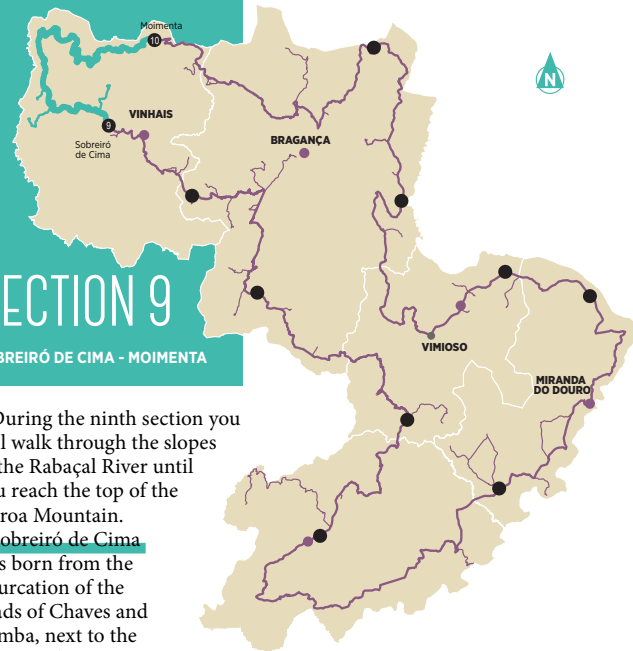 Moimenta
10
N
VINHAIS
9
BRAGANÇA
Sobreiró
de Cima
ECTION 9
BREIRÓ DE CIMA - MOIMENTA
VIMIOSO
MIRANDA
DO DOURO
During the ninth section you
l walk through the slopes
the Rabaçal River until
u reach the top of the
roa Mountain.
obreiró de Cima
s born from the
urcation of the
ads of Chaves and
mba, next to the